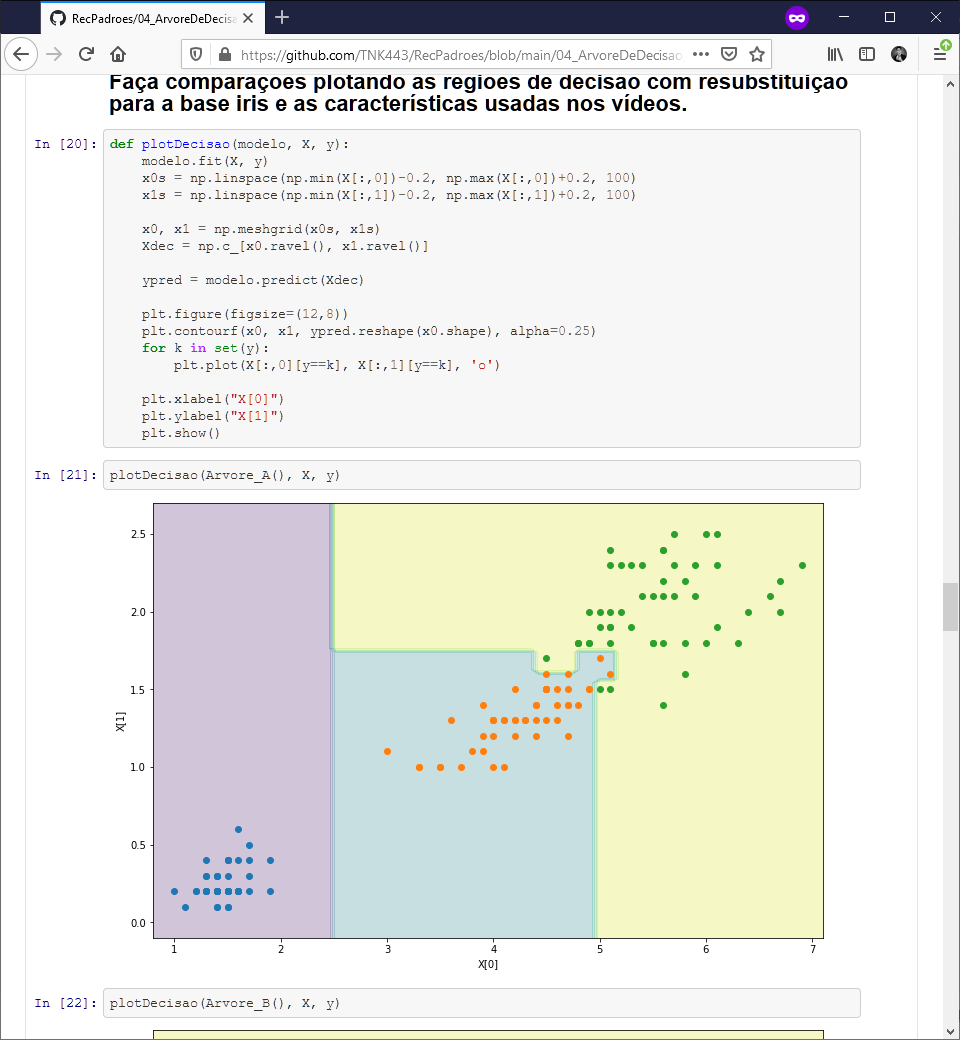 RecPadroes/04_ArvoreDeDecisa
https://github.com/TNK443/RecPadroes/blob/main/04_ArvoreDeDecisao
Faça comparações plotando as regiões de decisão com resubstituição
para a base iris e as características usadas nos vídeos.
In [20]:
def plotDecisao(modelo, X, y):
    modelo.fit(X, y)
    x0s = np.linspace(np.min(X[:,0])-0.2, np.max(X[:,0])+0.2, 100)
    x1s = np.linspace(np.min(X[:,1])-0.2, np.max(X[:,1])+0.2, 100)
    x0, x1 = np.meshgrid(x0s, x1s)
    Xdec = np.c_[x0.ravel(), x1.ravel()]
    ypred = modelo.predict(Xdec)
    plt.figure(figsize=(12,8))
    plt.contourf(x0, x1, ypred.reshape(x0.shape), alpha=0.25)
    for k in set(y):
        plt.plot(X[:,0][y==k], X[:,1][y==k], 'o')
    plt.xlabel("X[0]")
    plt.ylabel("X[1]")
    plt.show()
In [21]:
plotDecisao(Arvore_A(), X, y)
2.5
2.0
1.5
1.0
0.5
0.0
X[1]
1 2 3 4 5 6 7
X[0]
In [22]:
plotDecisao(Arvore_B(), X, y)